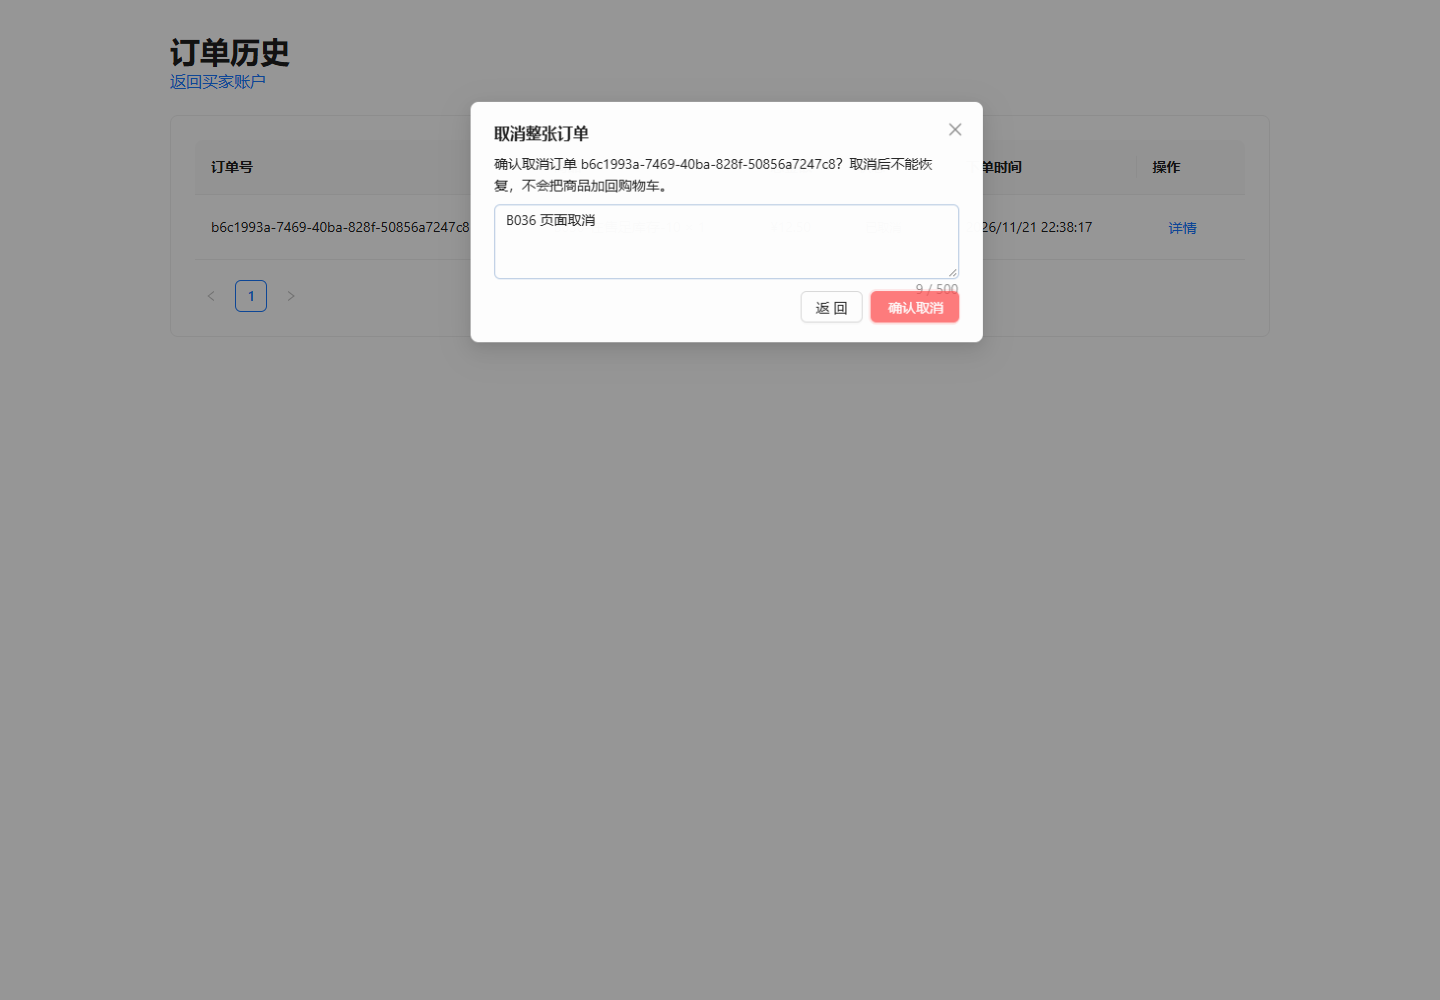 订单历史
返回买家账户
取消整张订单
确认取消订单 b6c1993a-7469-40ba-828f-50856a7247c8？取消后不能恢
复，不会把商品加回购物车。
订单号
单时间
操作
B036 页面取消
b6c1993a-7469-40ba-828f-50856a7247c8
26/11/21 22:38:17
详情
9 / 500
1
返 回
确认取消